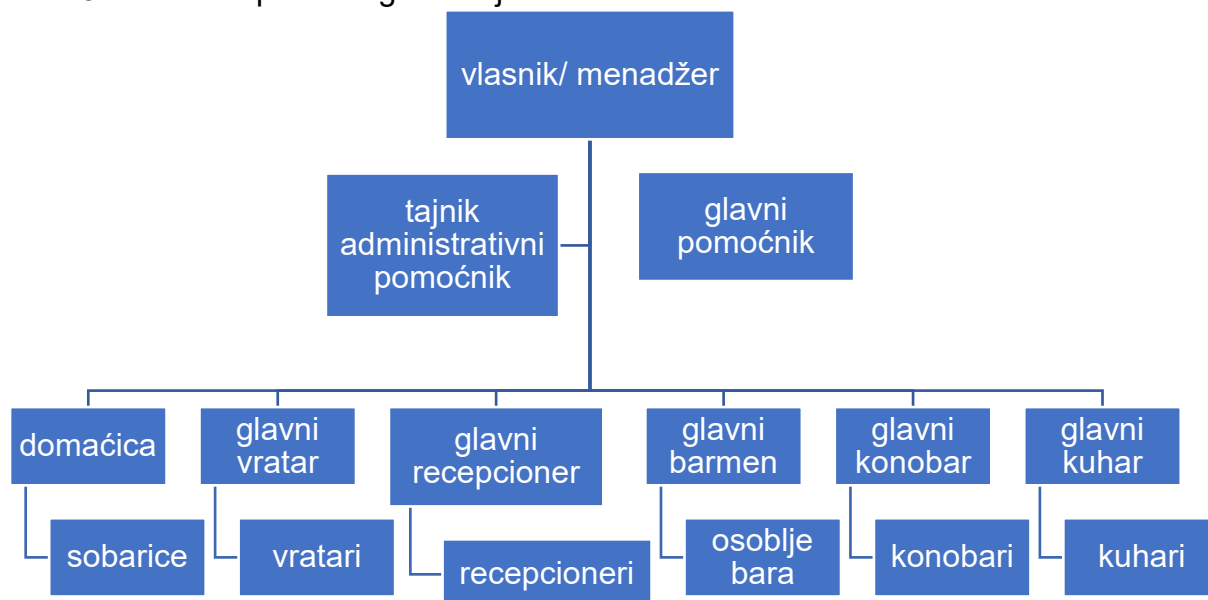 vlasnik/ menadžer
tajnik
administrativni
pomoćnik
glavni
pomoćnik
domaćica
glavni
vratar
glavni
recepcioner
glavni
barmen
glavni
konobar
glavni
kuhar
sobarice
vratari
recepcioneri
osoblje
bara
konobari
kuhari